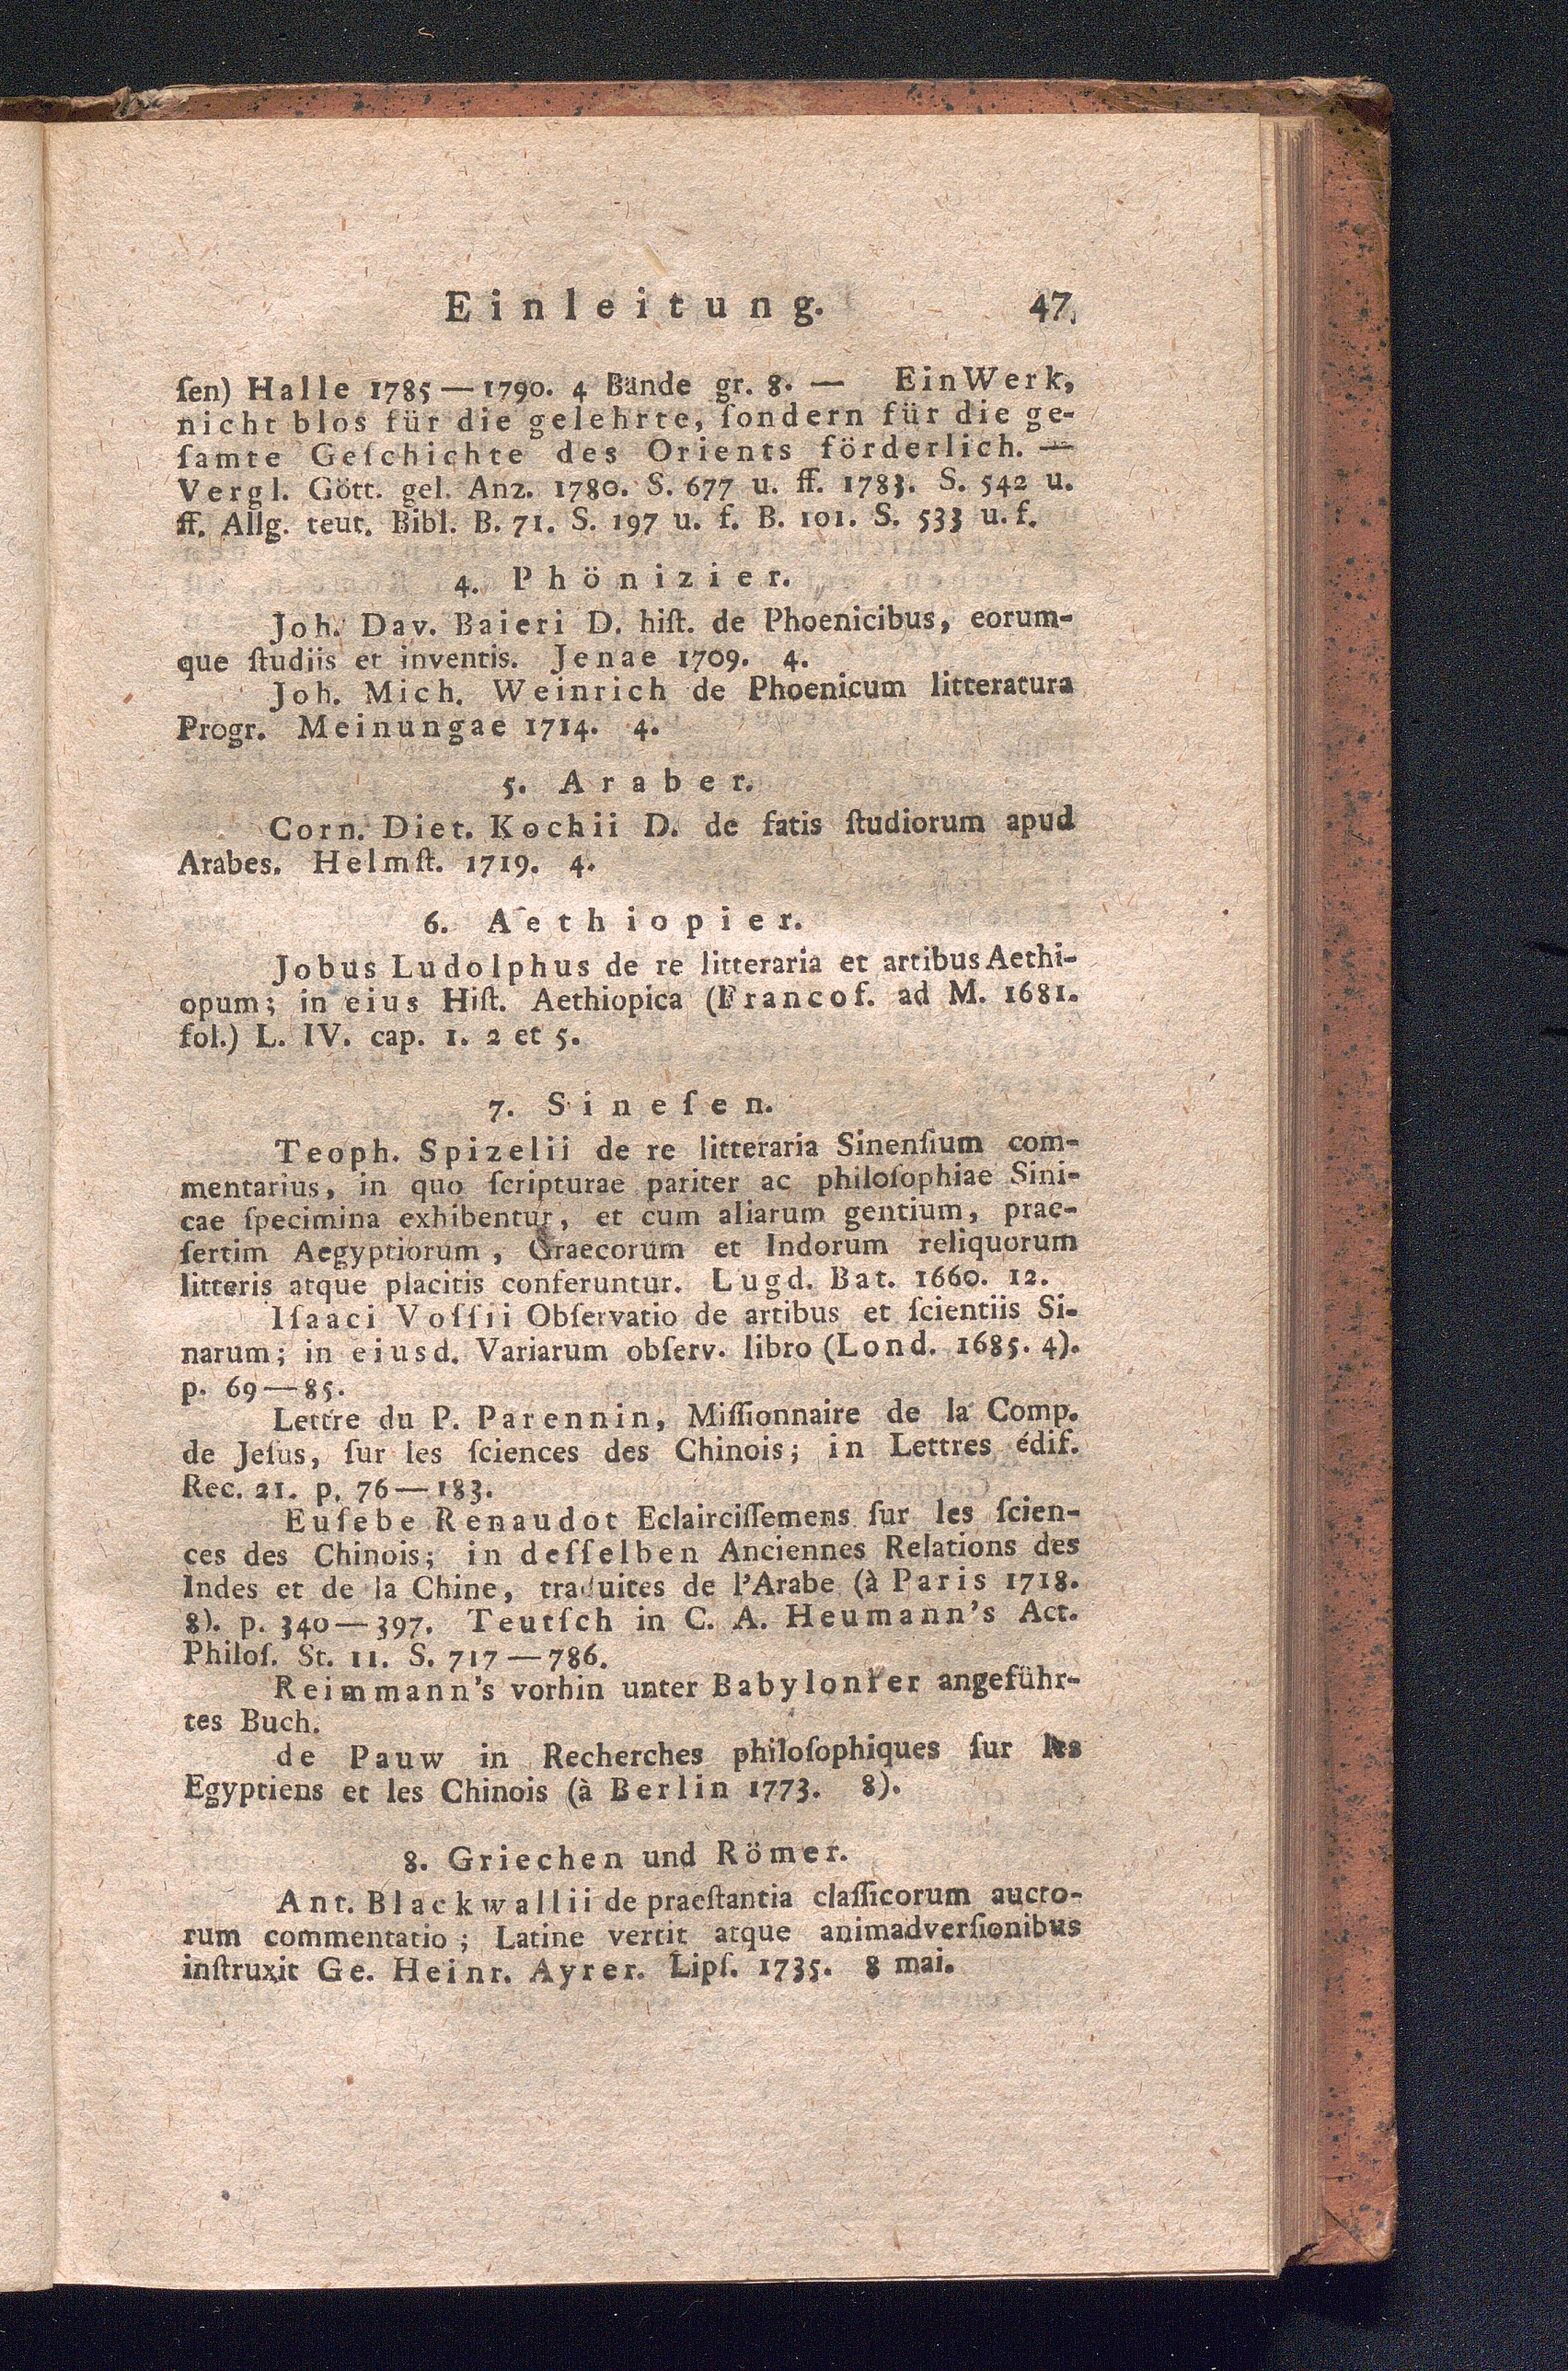 Einleitung. 47.
ſen) Halle 1785 — 1790. 4 Bände gr. 8. — Ein Werk,
nicht blos für die gelehrte, ſondern für die ge-
ſamte Geſchichte des Orients förderlich. —
Vergl. Gött. gel. Anz. 1780. S. 677 u. ff. 1783. S. 542 u.
ff. Allg. teut. Bibl. B. 71. S. 197 u. f. B. 101. S. 533 u. f.
4. Phönizier.
Joh. Dav. Baieri D. hiſt. de Phoenicibus, eorum-
que ſtudiis et inventis. Jenae 1709. 4.
Joh. Mich. Weinrich de Phoenicum litteratura
Progr. Meinungae 1714. 4.
5. Araber.
Corn. Diet. Kochii D. de fatis ſtudiorum apud
Arabes. Helmſt. 1719. 4.
6. Aethiopier.
Jobus Ludolphus de re litteraria et artibus Aethi-
opum; in eius Hiſt. Aethiopica (Francof. ad M. 1681.
fol.) L. IV. cap. 1. 2 et 5.
7. Sineſen.
Teoph. Spizelii de re litteraria Sinenſium com-
mentarius, in quo ſcripturae pariter ac philoſophiae Sini-
cae ſpecimina exhibentur, et cum aliarum gentium, prae-
ſertim Aegyptiorum, Graecorum et Indorum reliquorum
litteris atque placitis conferuntur. Lugd. Bat. 1660. 12.
Iſaaci Voſſii Obſervatio de artibus et ſcientiis Si-
narum; in eiusd. Variarum obſerv. libro (Lond. 1685. 4).
p. 69 — 85.
Lettre du P. Parennin, Miſſionnaire de la Comp.
de Jeſus, ſur les ſciences des Chinois; in Lettres édif.
Rec. 21. p. 76 — 183.
Euſebe Renaudot Eclairciſſemens ſur les ſcien-
ces des Chinois; in deſſelben Anciennes Relations des
Indes et de la Chine, traduites de l'Arabe (à Paris 1718.
8). p. 340 — 397. Teutſch in C. A. Heumann's Act.
Philoſ. St. 11. S. 717 — 786.
Reimmann's vorhin unter Babylonier angeführ-
tes Buch.
de Pauw in Recherches philoſophiques ſur les
Egyptiens et les Chinois (à Berlin 1773. 8).
8. Griechen und Römer.
Ant. Blackwallii de praeſtantia claſſicorum aucto-
rum commentatio; Latine vertit atque animadverſionibus
inſtruxit Ge. Heinr. Ayrer. Lipſ. 1735. 8 mai.